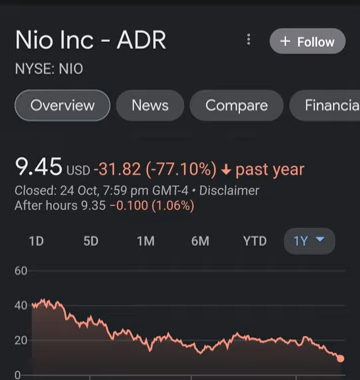 Nio Inc - ADR
+ Follow
NYSE: NIO
Overview News Compare Financia
9.45 USD -31.82 (-77.10%) ↓ past year
Closed: 24 Oct, 7:59 pm GMT-4 • Disclaimer
After hours 9.35 −0.100 (1.06%)
1D 5D 1M 6M YTD 1Y
60
40
20
0